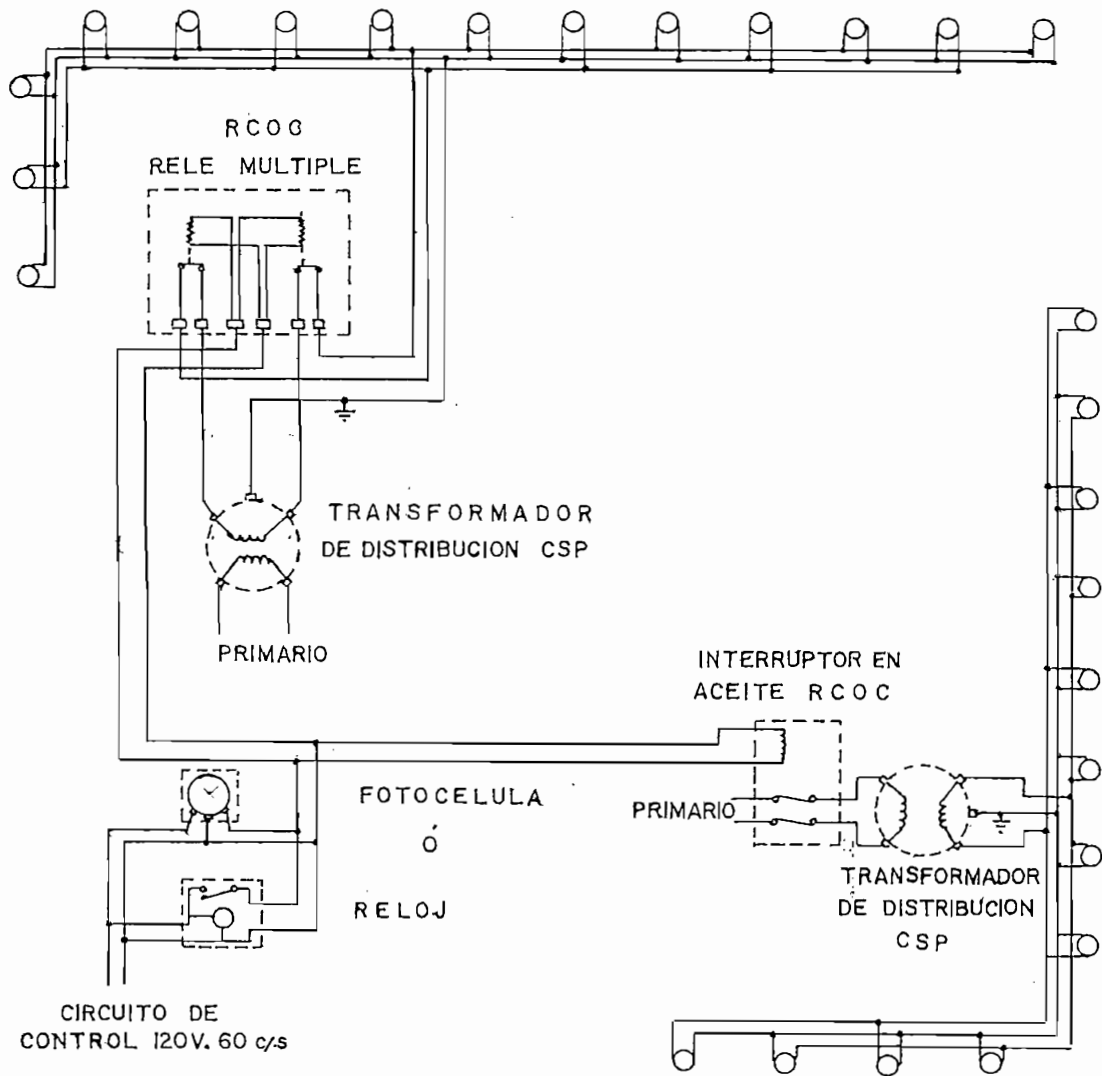 RCOC
RELE MULTIPLE
TRANSFORMADOR
DE DISTRIBUCION CSP
PRIMARIO
INTERRUPTOR EN
ACEITE RCOC
FOTOCELULA
Ó
RELOJ
PRIMARIO
TRANSFORMADOR
DE DISTRIBUCION
CSP
CIRCUITO DE
CONTROL 120V. 60 c/s